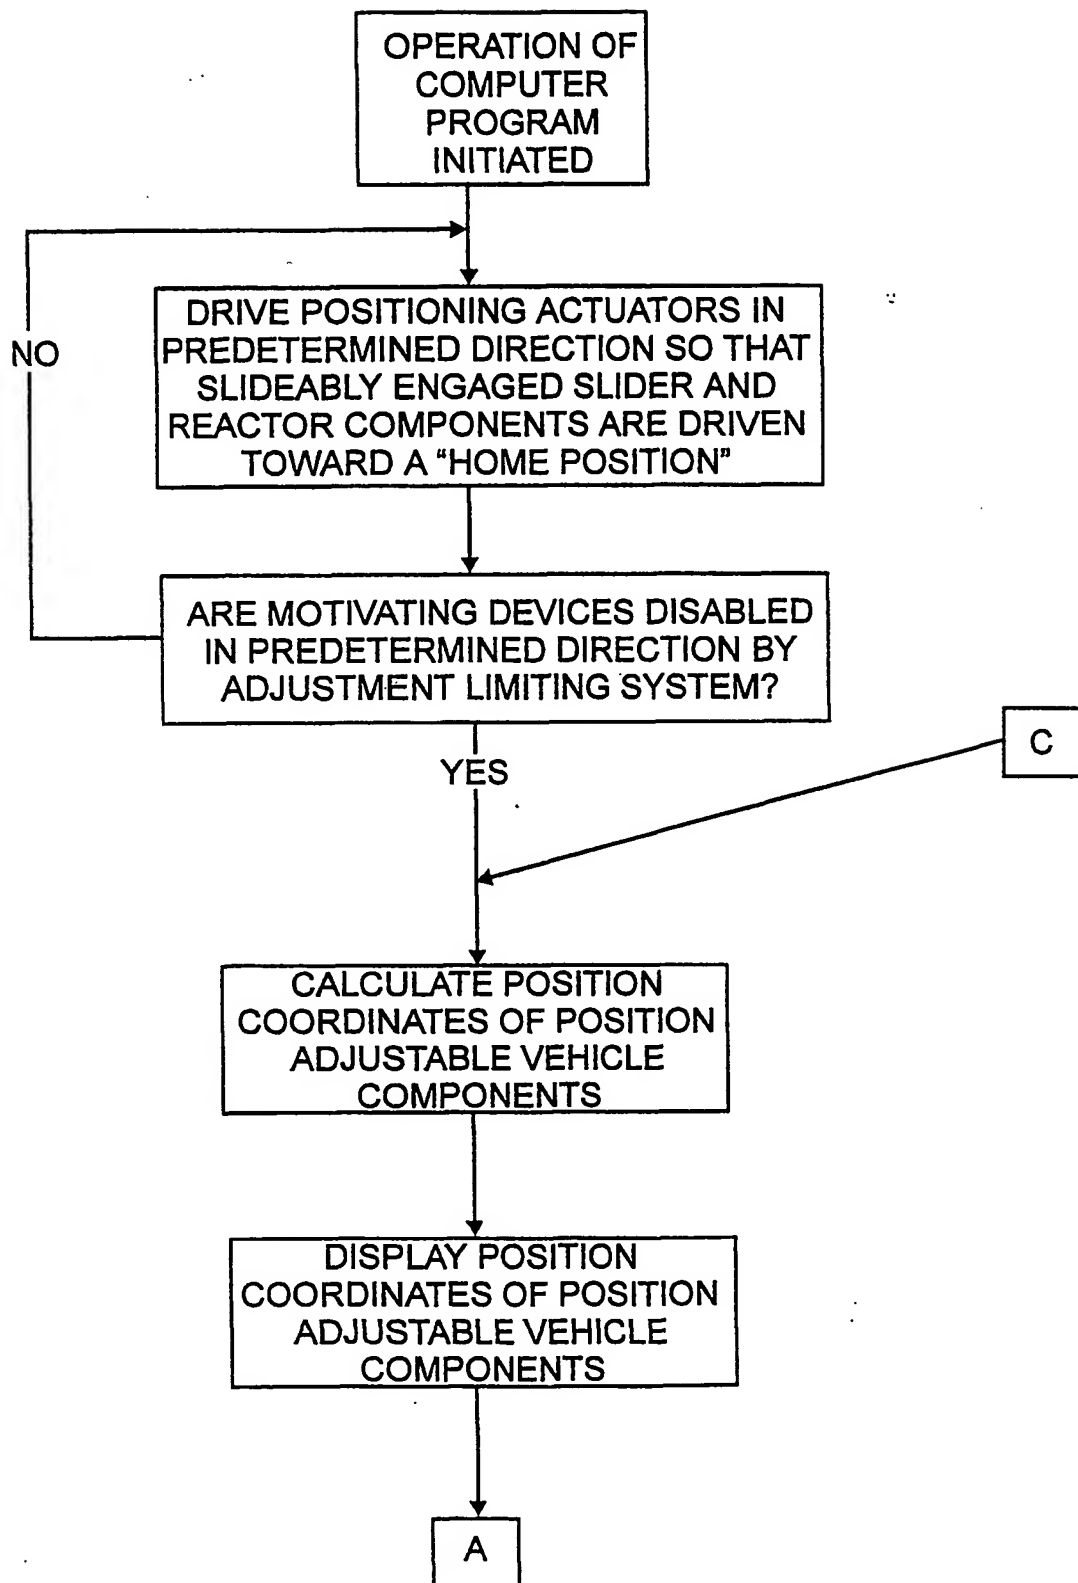 OPERATION OF
COMPUTER
PROGRAM
INITIATED
NO
DRIVE POSITIONING ACTUATORS IN
PREDETERMINED DIRECTION SO THAT
SLIDEABLY ENGAGED SLIDER AND
REACTOR COMPONENTS ARE DRIVEN
TOWARD A "HOME POSITION"
ARE MOTIVATING DEVICES DISABLED
IN PREDETERMINED DIRECTION BY
ADJUSTMENT LIMITING SYSTEM?
C
YES
CALCULATE POSITION
COORDINATES OF POSITION
ADJUSTABLE VEHICLE
COMPONENTS
DISPLAY POSITION
COORDINATES OF POSITION
ADJUSTABLE VEHICLE
COMPONENTS
A